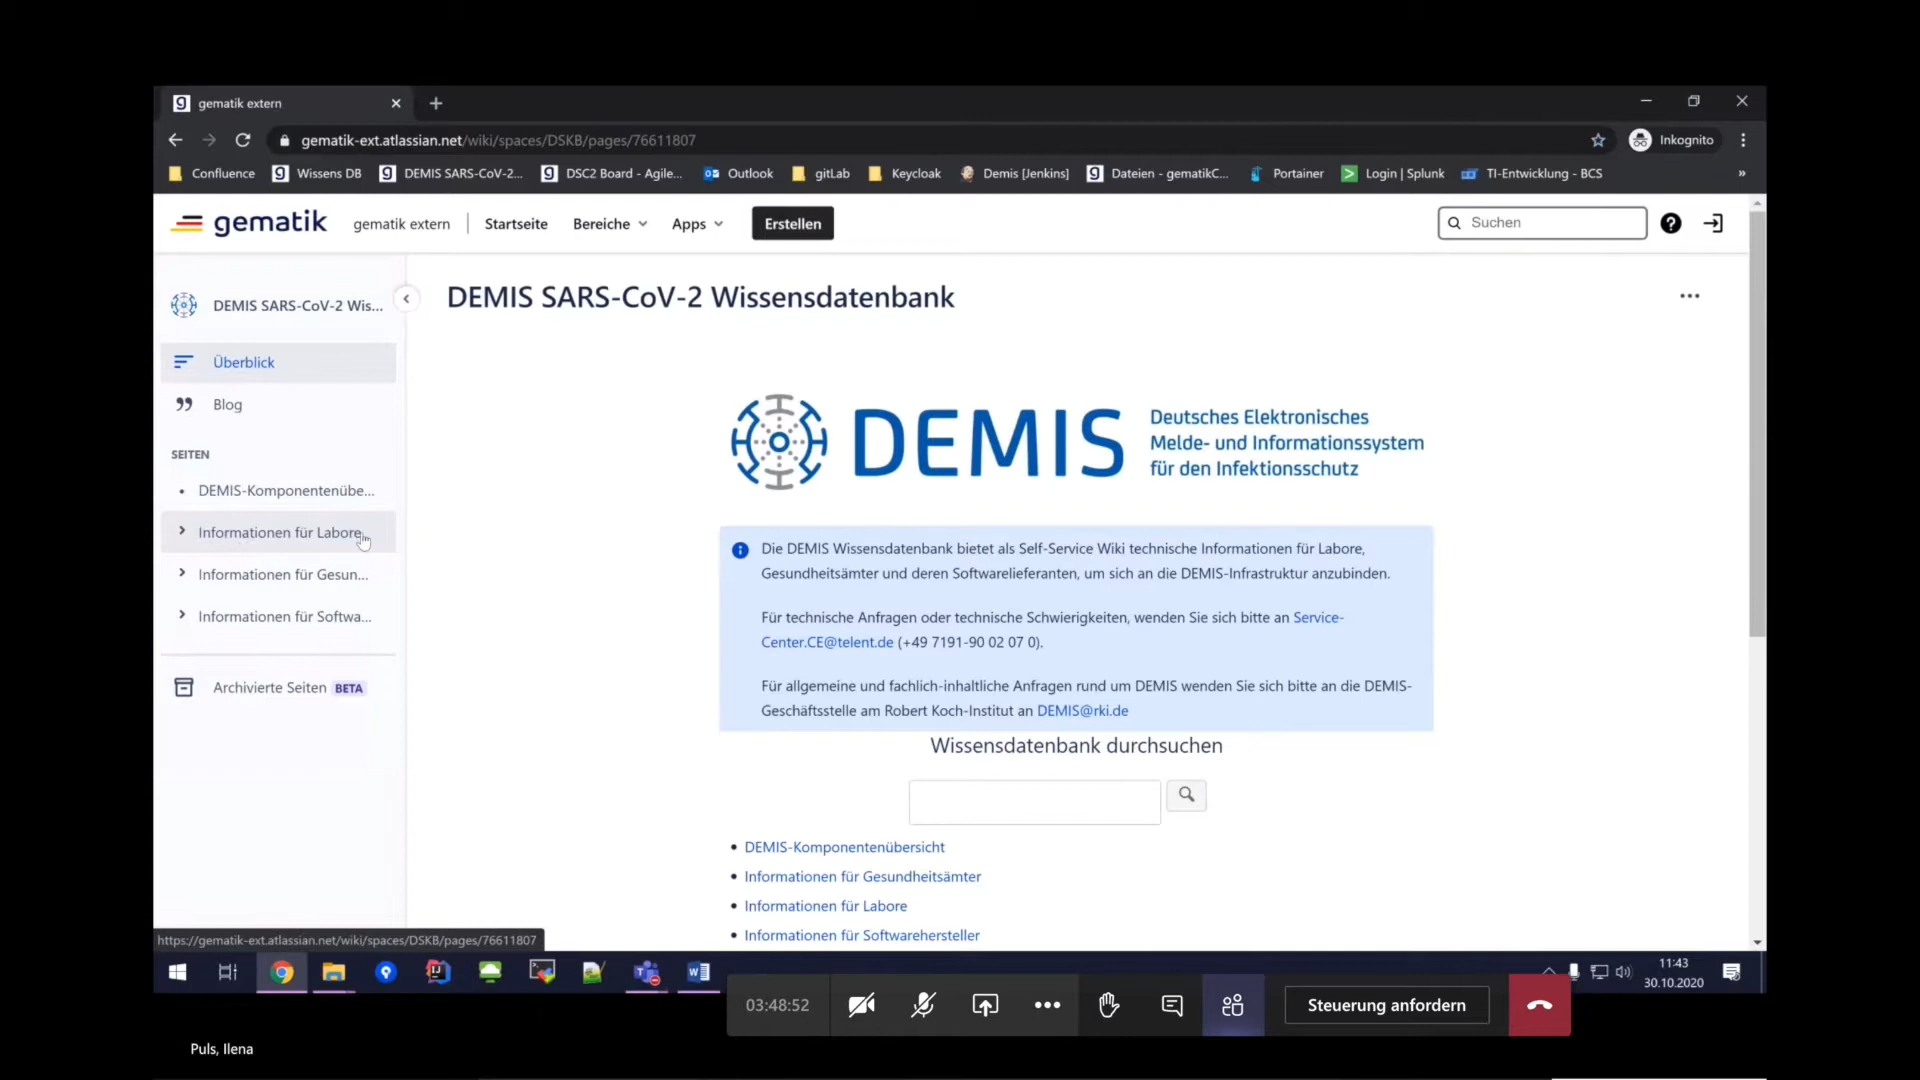 gematik extern
gematik-ext.atlassian.net/wiki/spaces/DSKB/pages/76611807
Inkognito
Confluence
Wissens DB
DEMIS SARS-CoV-2...
DSC2 Board - Agile...
Outlook
gitLab
Keycloak
Demis [Jenkins]
Dateien - gematikC...
Portainer
Login | Splunk
TI-Entwicklung - BCS
»
gematik
gematik extern
Startseite
Bereiche
Apps
Erstellen
Suchen
DEMIS SARS-CoV-2 Wis...
Überblick
Blog
SEITEN
• DEMIS-Komponentenübe...
Informationen für Labore
Informationen für Gesun...
Informationen für Softwa...
Archivierte Seiten BETA
DEMIS SARS-CoV-2 Wissensdatenbank
DEMIS
Deutsches Elektronisches
Melde- und Informationssystem
für den Infektionsschutz
Die DEMIS Wissensdatenbank bietet als Self-Service Wiki technische Informationen für Labore,
Gesundheitsämter und deren Softwarelieferanten, um sich an die DEMIS-Infrastruktur anzubinden.
Für technische Anfragen oder technische Schwierigkeiten, wenden Sie sich bitte an Service-
Center.CE@telent.de (+49 7191-90 02 07 0).
Für allgemeine und fachlich-inhaltliche Anfragen rund um DEMIS wenden Sie sich bitte an die DEMIS-
Geschäftsstelle am Robert Koch-Institut an DEMIS@rki.de
Wissensdatenbank durchsuchen
• DEMIS-Komponentenübersicht
• Informationen für Gesundheitsämter
• Informationen für Labore
• Informationen für Softwarehersteller
https://gematik-ext.atlassian.net/wiki/spaces/DSKB/pages/76611807
11:43
30.10.2020
03:48:52
Steuerung anfordern
Puls, Ilena